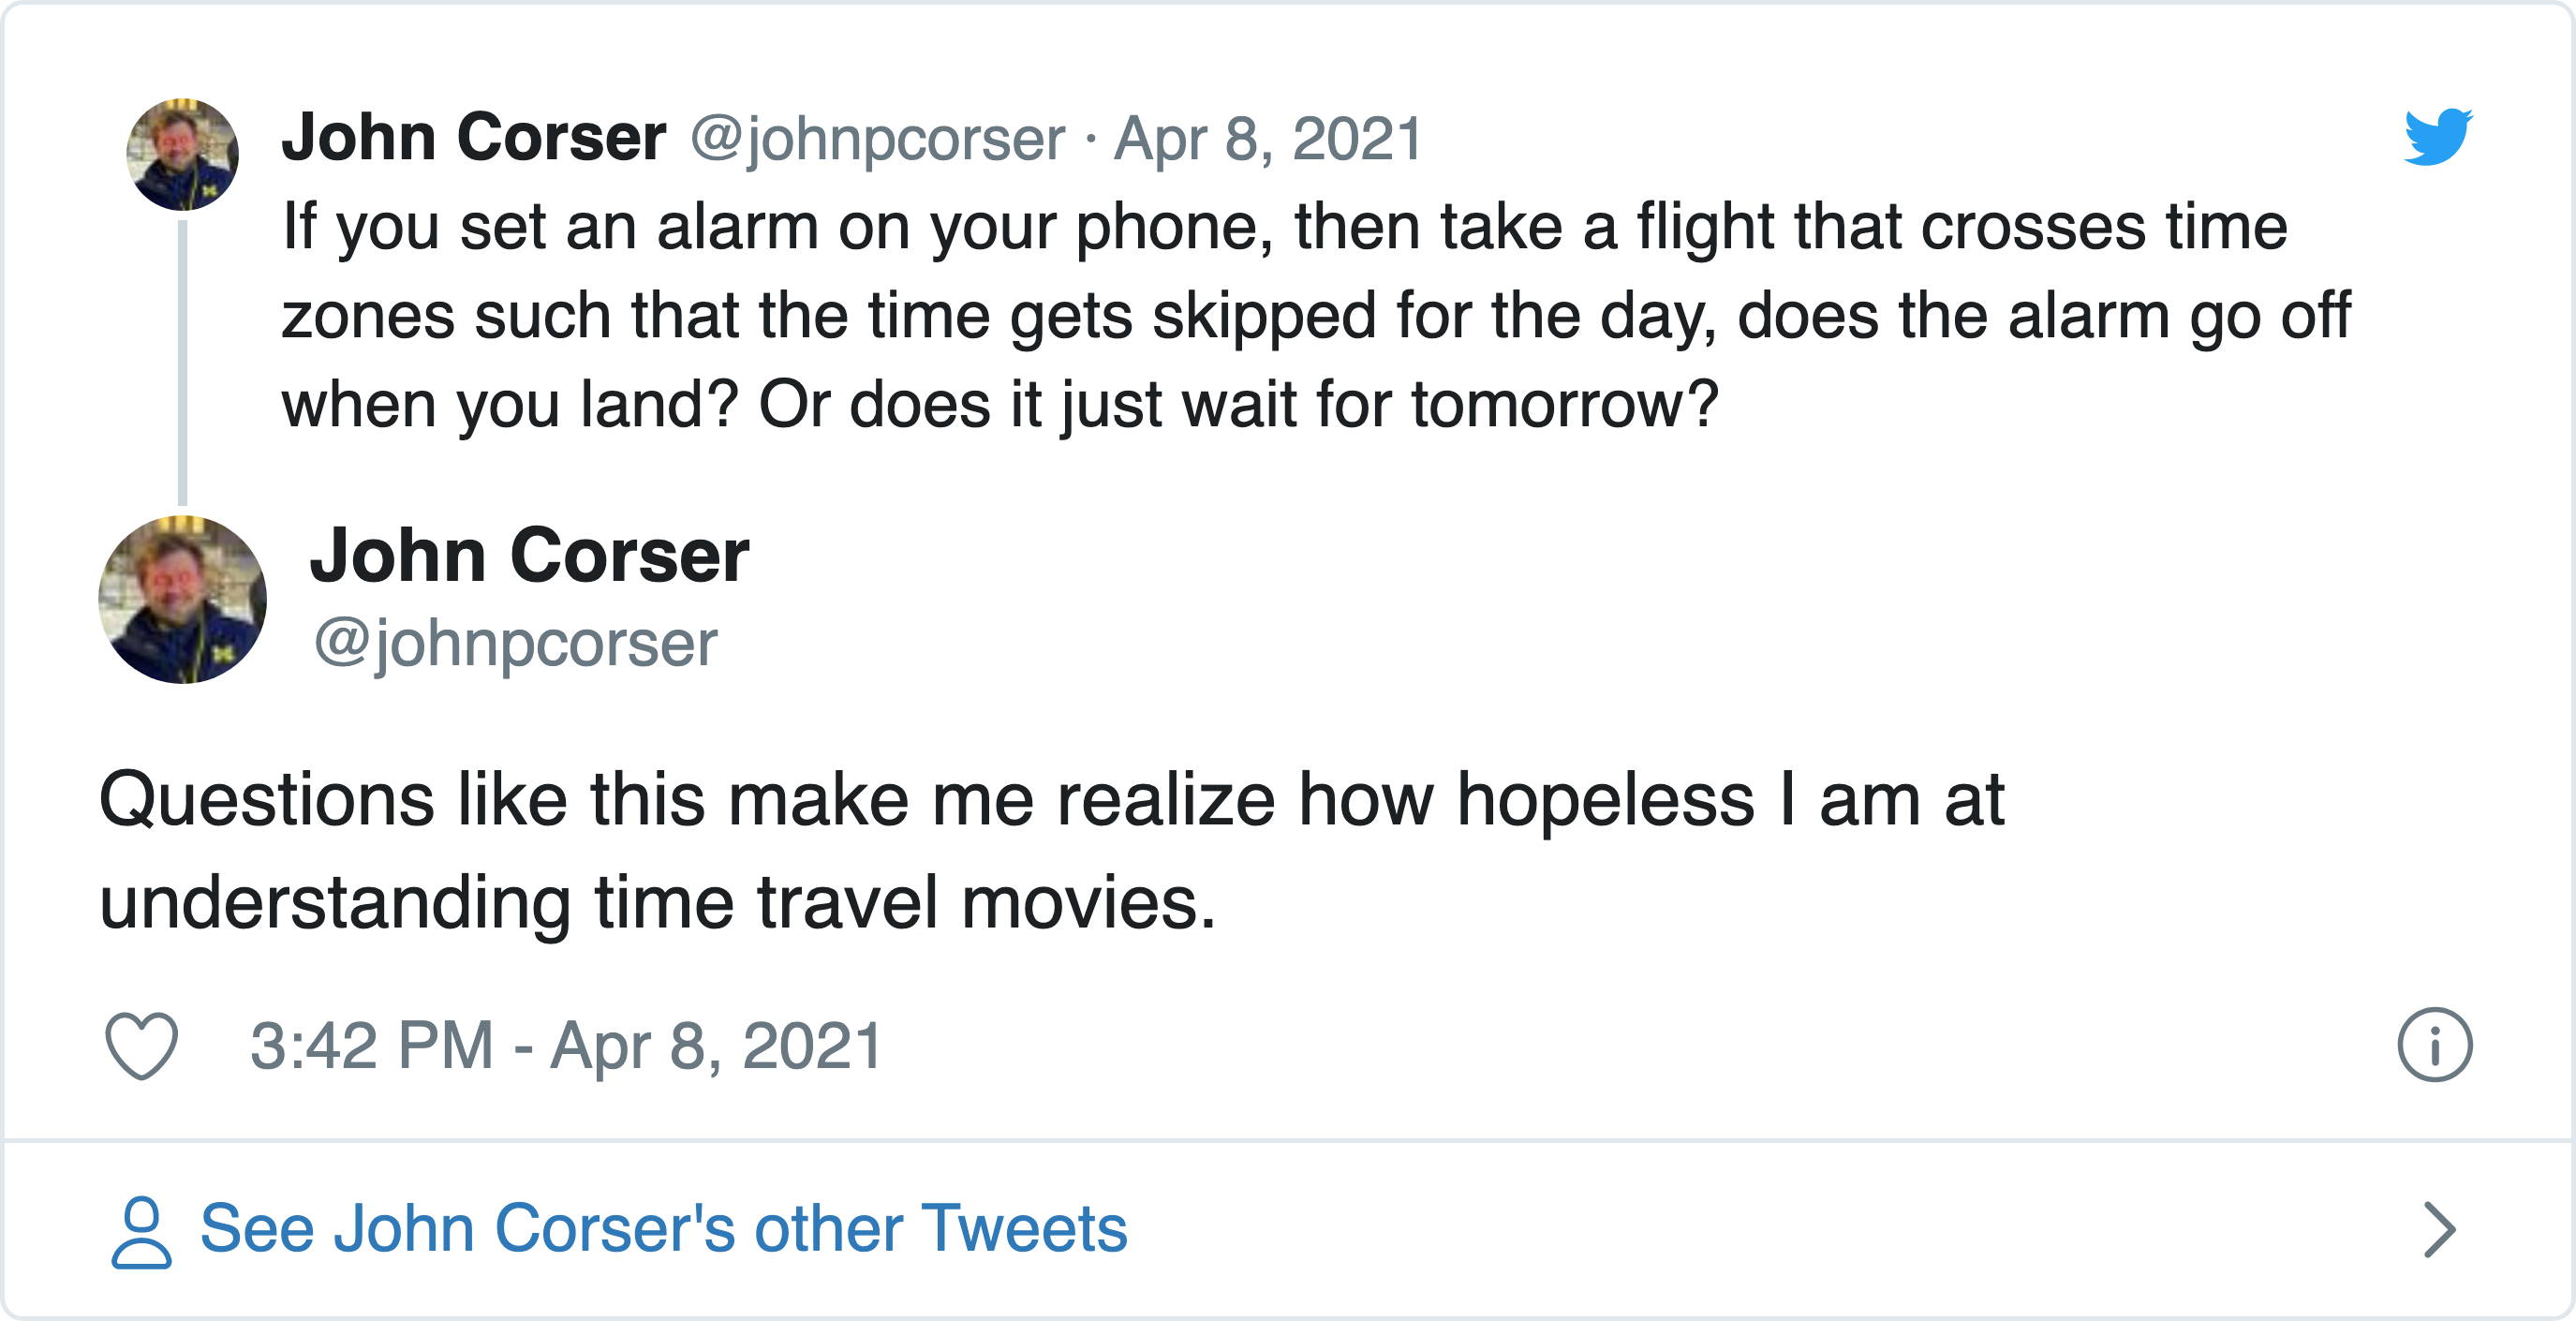 John Corser @johnpcorser · Apr 8, 2021
If you set an alarm on your phone, then take a flight that crosses time
zones such that the time gets skipped for the day, does the alarm go off
when you land? Or does it just wait for tomorrow?
John Corser
@johnpcorser
Questions like this make me realize how hopeless I am at
understanding time travel movies.
3:42 PM - Apr 8, 2021
See John Corser's other Tweets